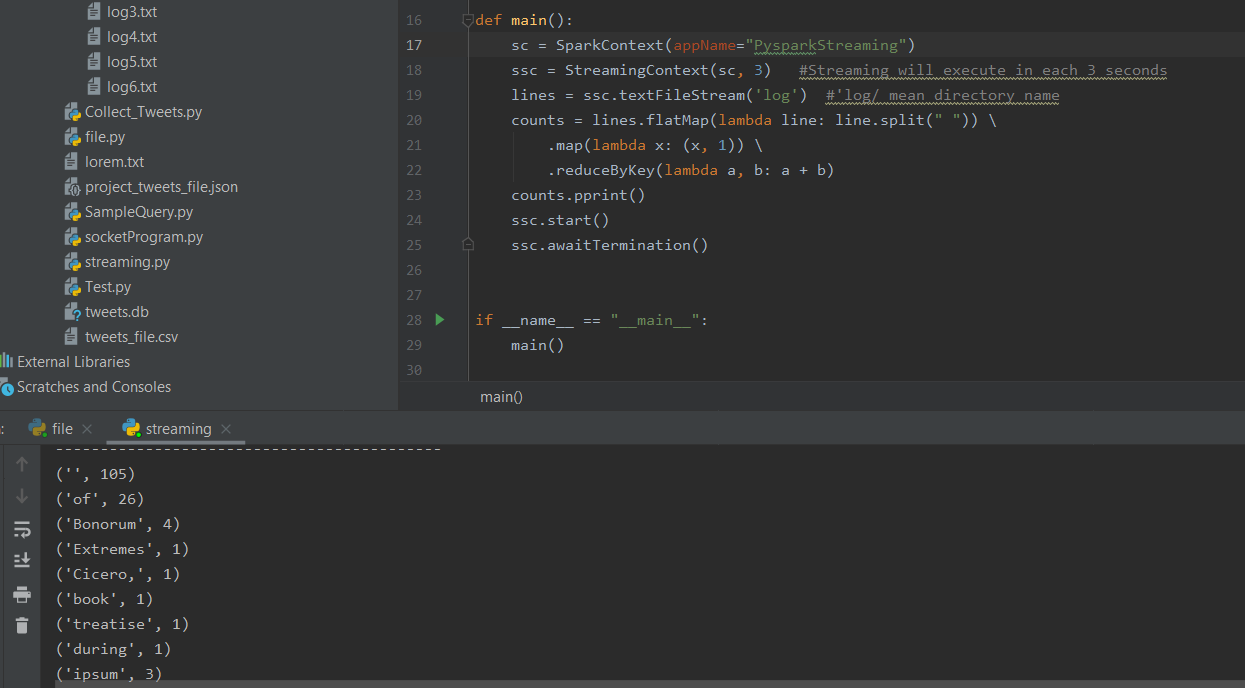 log3.txt
log4.txt
log5.txt
log6.txt
Collect_Tweets.py
file.py
lorem.txt
project_tweets_file.json
SampleQuery.py
socketProgram.py
streaming.py
Test.py
tweets.db
tweets_file.csv
External Libraries
Scratches and Consoles
16 def main():
17     sc = SparkContext(appName="PysparkStreaming")
18     ssc = StreamingContext(sc, 3)   #Streaming will execute in each 3 seconds
19     lines = ssc.textFileStream('log')  #'log/ mean directory name
20     counts = lines.flatMap(lambda line: line.split(" ")) \
21         .map(lambda x: (x, 1)) \
22         .reduceByKey(lambda a, b: a + b)
23     counts.pprint()
24     ssc.start()
25     ssc.awaitTermination()
26
27
28 if __name__ == "__main__":
29     main()
30
main()
: file streaming
-------------------------------------------
('', 105)
('of', 26)
('Bonorum', 4)
('Extremes', 1)
('Cicero,', 1)
('book', 1)
('treatise', 1)
('during', 1)
('ipsum', 3)